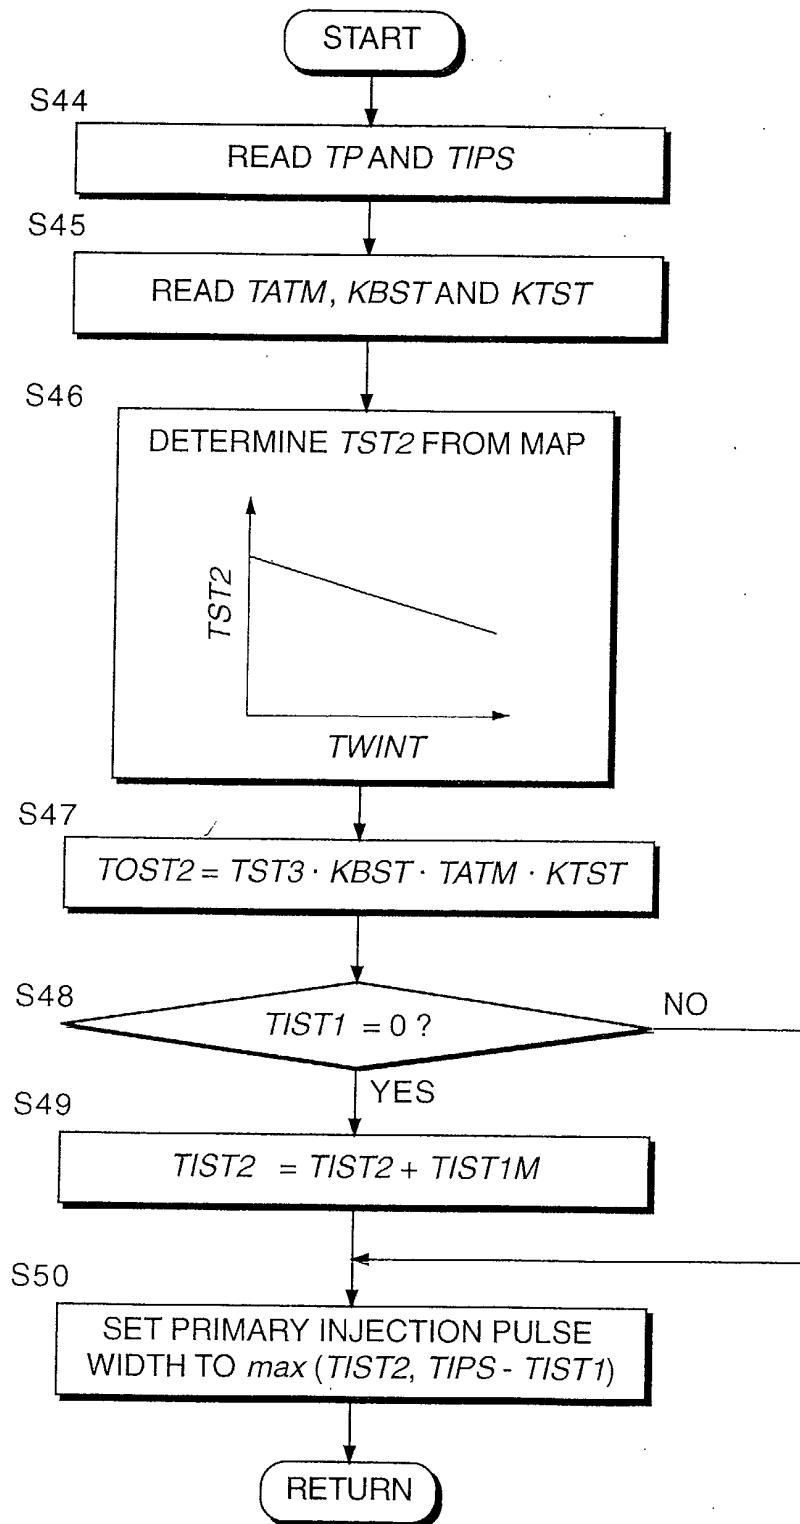 START
S44
READ TP AND TIPS
S45
READ TATM, KBST AND KTST
S46
DETERMINE TST2 FROM MAP
TST2
TWINT
S47
TOST2 = TST3 · KBST · TATM · KTST
S48
TIST1 = 0 ?
NO
YES
S49
TIST2 = TIST2 + TIST1M
S50
SET PRIMARY INJECTION PULSE
WIDTH TO max (TIST2, TIPS - TIST1)
RETURN